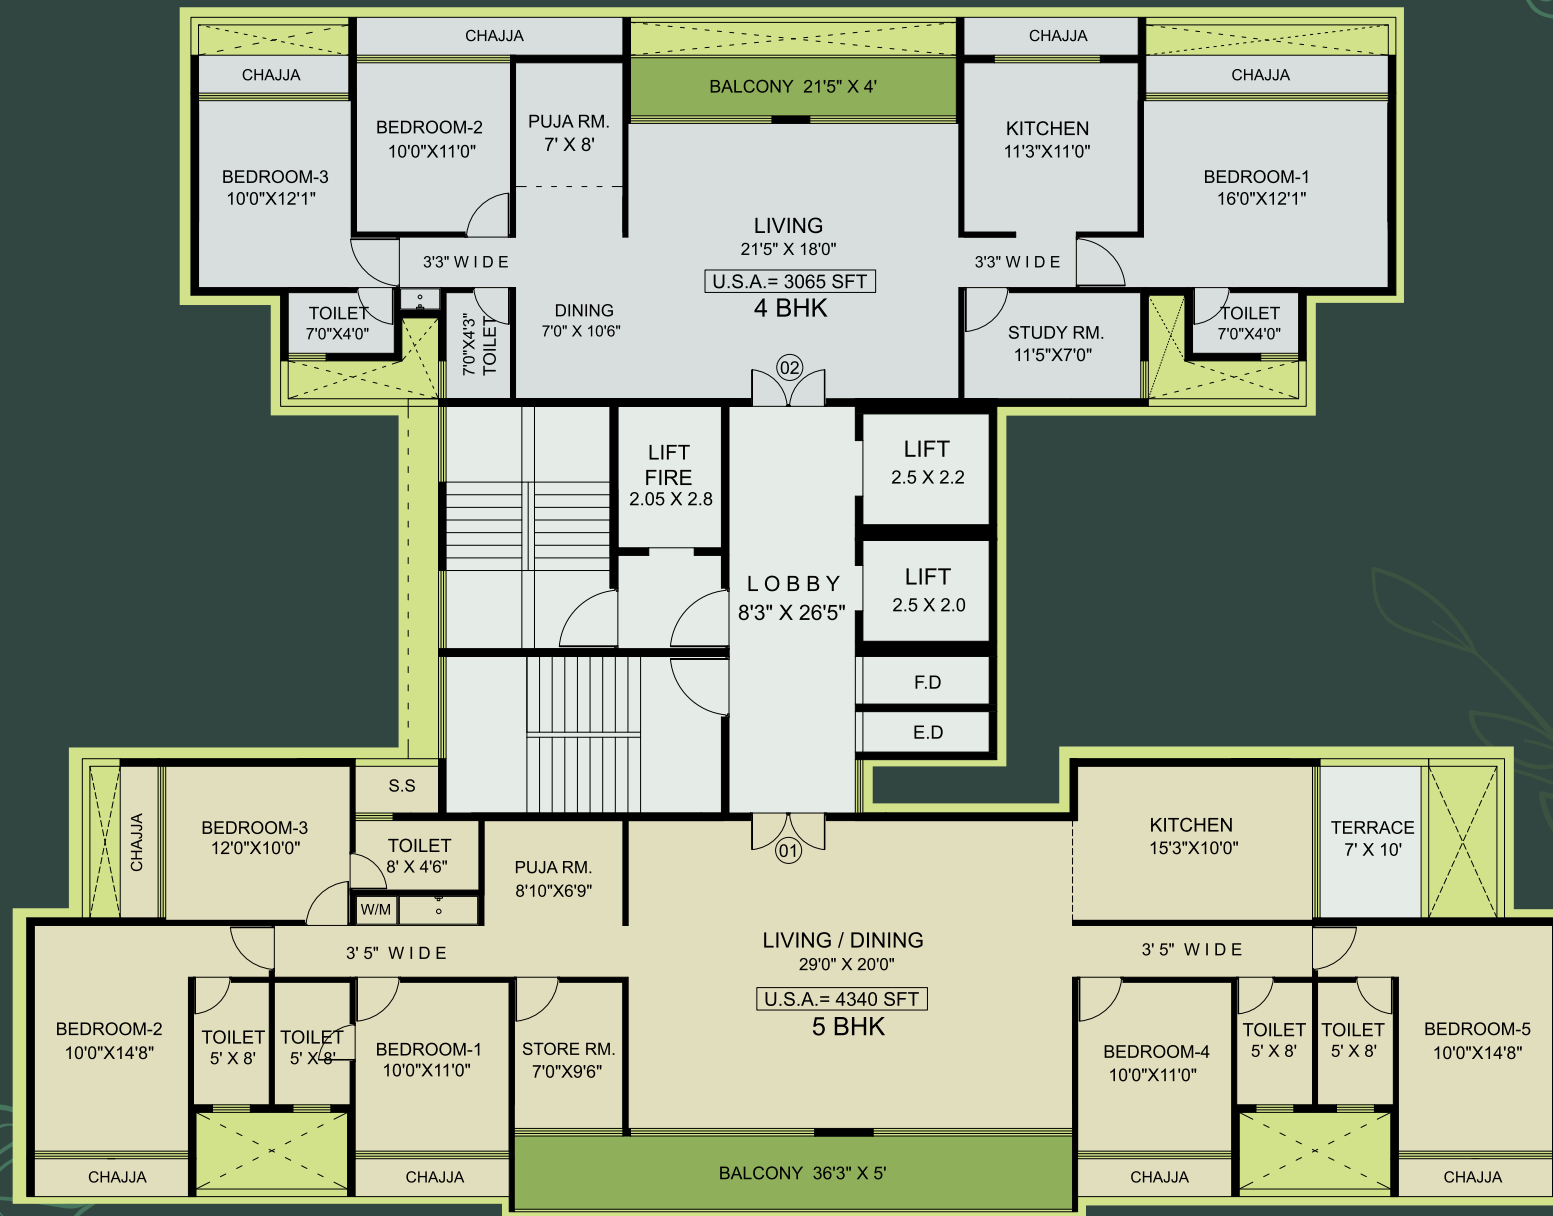 CHAJJA
CHAJJA
CHAJJA
CHAJJA
BALCONY 21'5" X 4'
BEDROOM-2
10'0"X11'0"
PUJA RM.
7' X 8'
KITCHEN
11'3"X11'0"
BEDROOM-3
10'0"X12'1"
BEDROOM-1
16'0"X12'1"
LIVING
21'5" X 18'0"
U.S.A.= 3065 SFT
4 BHK
3'3" W I D E
3'3" W I D E
TOILET
7'0"X4'0"
7'0"X4'3"
TOILET
DINING
7'0" X 10'6"
STUDY RM.
11'5"X7'0"
TOILET
7'0"X4'0"
02
LIFT
FIRE
2.05 X 2.8
LIFT
2.5 X 2.2
L O B B Y
8'3" X 26'5"
LIFT
2.5 X 2.0
F.D
E.D
S.S
CHAJJA
BEDROOM-3
12'0"X10'0"
TOILET
8' X 4'6"
W/M
PUJA RM.
8'10"X6'9"
01
KITCHEN
15'3"X10'0"
TERRACE
7' X 10'
3' 5" W I D E
LIVING / DINING
29'0" X 20'0"
U.S.A.= 4340 SFT
5 BHK
3' 5" W I D E
BEDROOM-2
10'0"X14'8"
TOILET
5' X 8'
TOILET
5' X 8'
BEDROOM-1
10'0"X11'0"
STORE RM.
7'0"X9'6"
BEDROOM-4
10'0"X11'0"
TOILET
5' X 8'
TOILET
5' X 8'
BEDROOM-5
10'0"X14'8"
CHAJJA
CHAJJA
BALCONY 36'3" X 5'
CHAJJA
CHAJJA